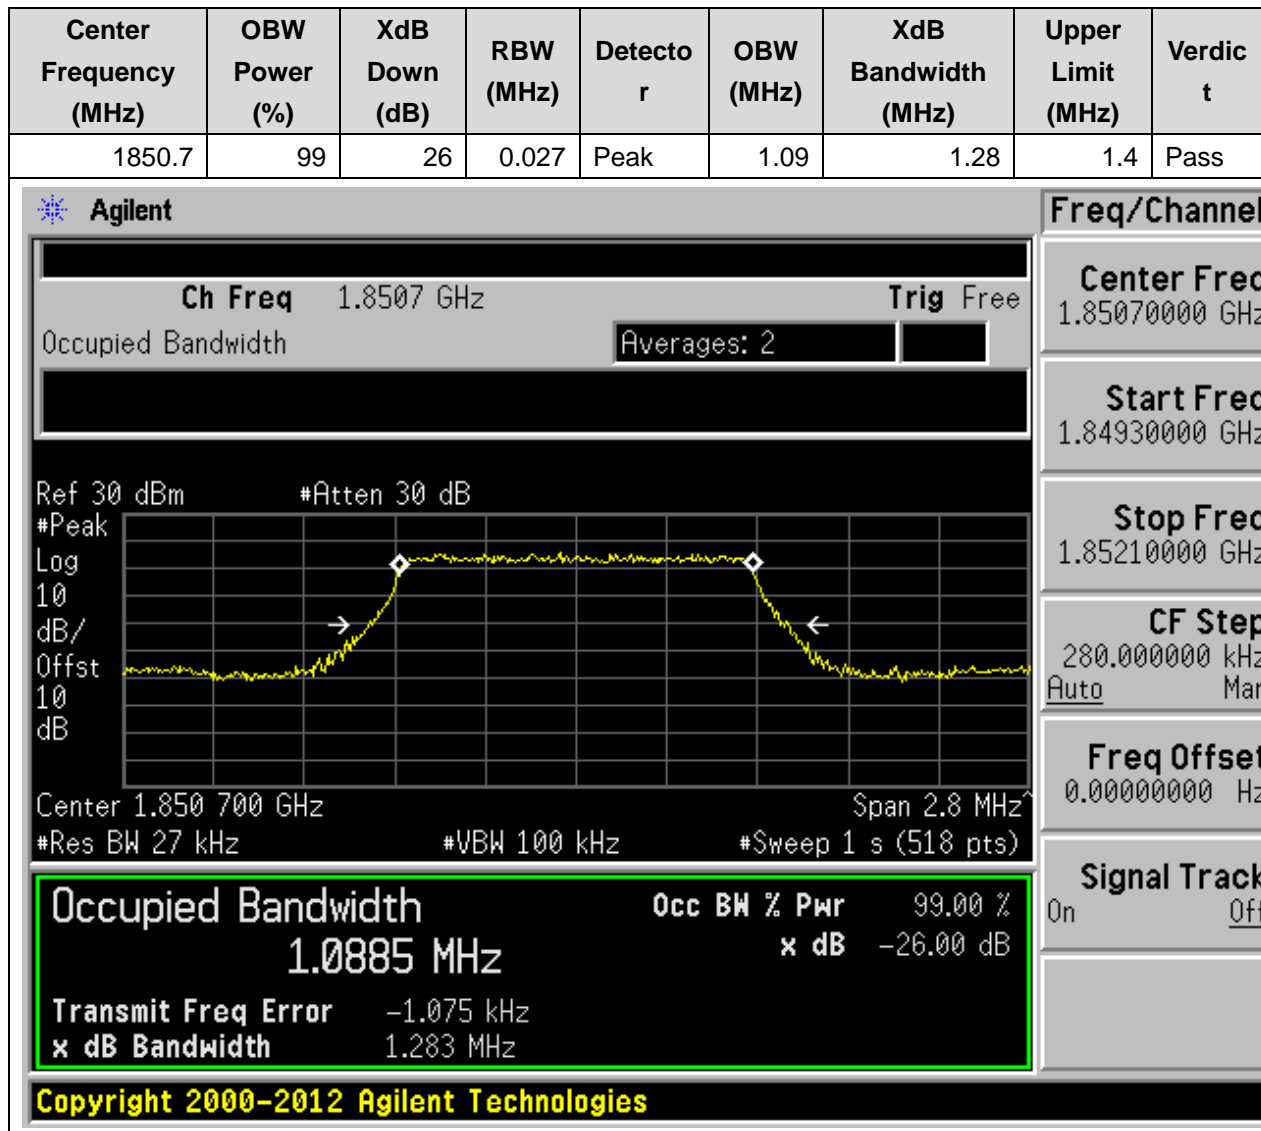 Center Frequency (MHz) OBW Power (%) XdB Down (dB) RBW (MHz) Detecto r OBW (MHz) XdB Bandwidth (MHz) Upper Limit (MHz) Verdic t
1850.7 99 26 0.027 Peak 1.09 1.28 1.4 Pass
Agilent
Freq/Channel
Ch Freq 1.8507 GHz Trig Free
Occupied Bandwidth Averages: 2
Center Freq
1.85070000 GHz
Start Freq
1.84930000 GHz
Stop Freq
1.85210000 GHz
CF Step
280.000000 kHz
Auto Man
Freq Offset
0.00000000 Hz
Signal Track
On Off
Ref 30 dBm #Atten 30 dB
#Peak
Log
10
dB/
Offst
10
dB
Center 1.850 700 GHz Span 2.8 MHz^
#Res BW 27 kHz #VBW 100 kHz #Sweep 1 s (518 pts)
Occupied Bandwidth Occ BW % Pwr 99.00 %
1.0885 MHz x dB -26.00 dB
Transmit Freq Error -1.075 kHz
x dB Bandwidth 1.283 MHz
Copyright 2000-2012 Agilent Technologies